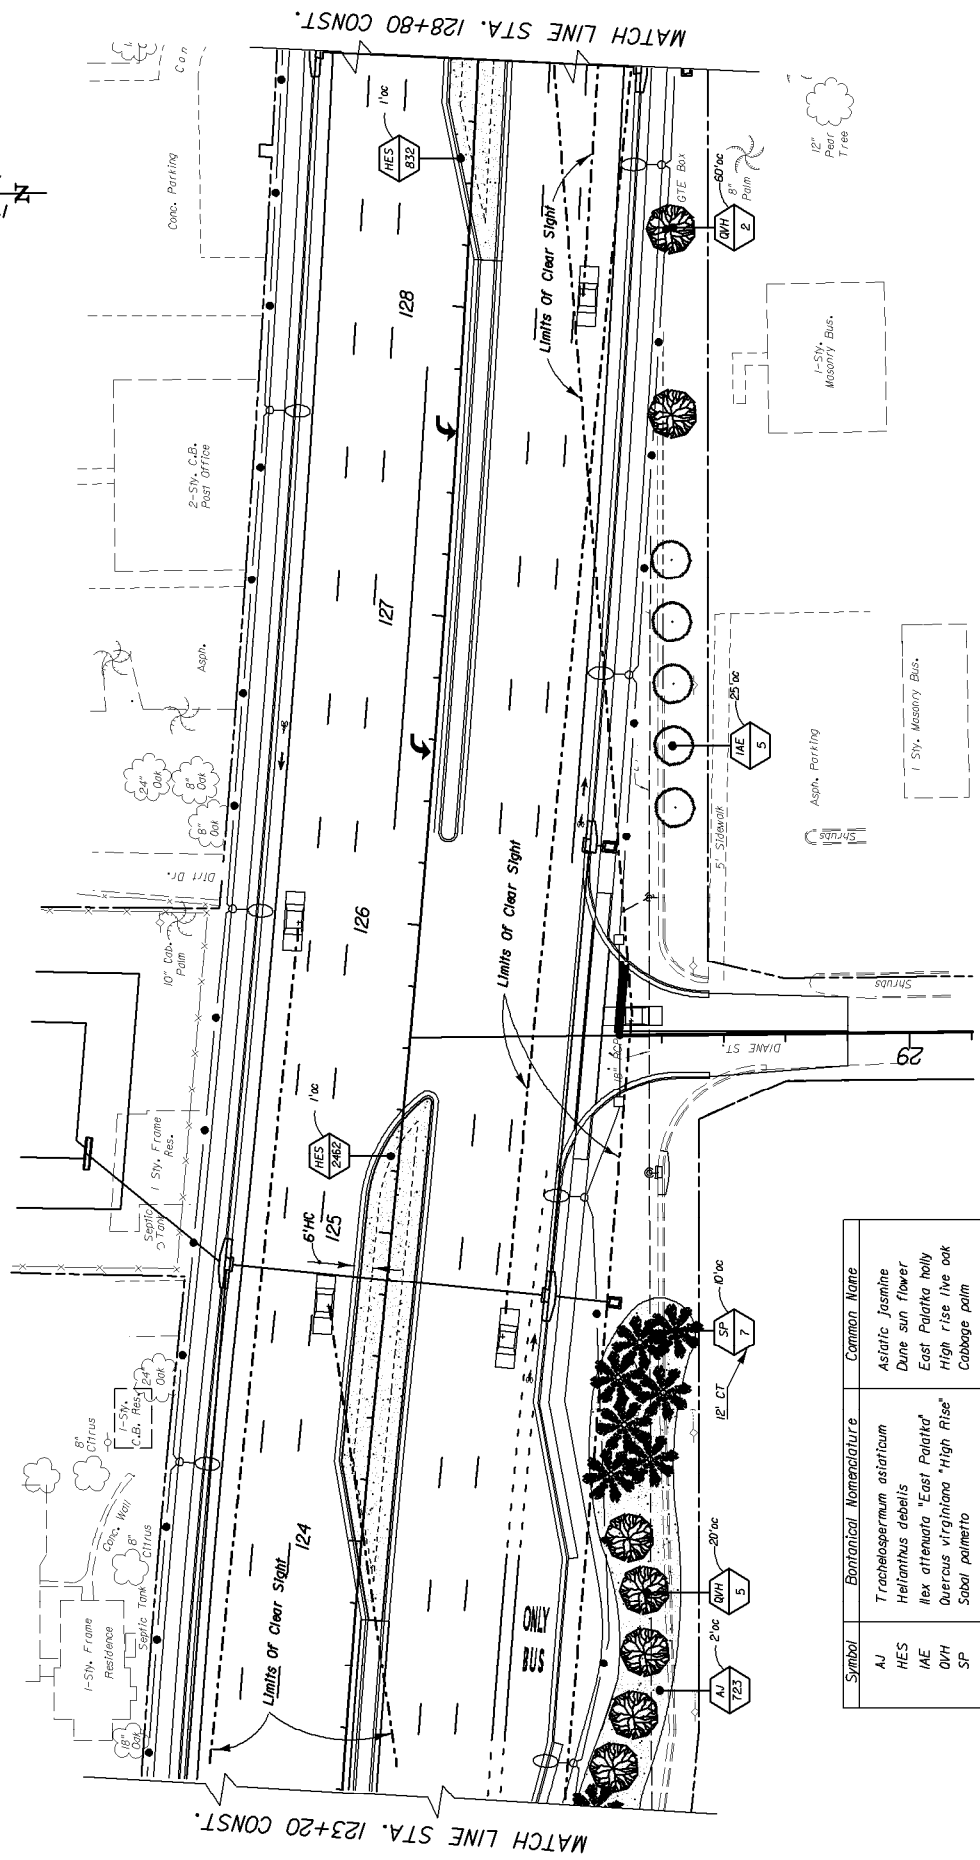 MATCH LINE STA. 128+80 CONST.
N
Con
Conc. Parking
1'oc
HES
832
Limits Of Clear Sight
12"
Pear
Tree
8"
Palm
GTE Box
60'oc
QVH
2
128
2-Sty. C.B.
Post Office
1-Sty.
Masonry Bus.
127
Asph.
24"
Oak
8"
Oak
8"
Oak
25'oc
IAE
5
Asph. Parking
1 Sty. Masonry Bus.
Shrubs
5' Sidewalk
Dirt Dr.
10" Cab.
Palm
126
Limits Of Clear Sight
Shrubs
18" RCP
DIANE ST.
29
1 Sty. Frame
Res.
Septic
Tank
1'oc
HES
2462
6'HC
125
24"
Oak
1-Sty.
C.B. Res.
8"
Citrus
Conc. Wall
8"
Citrus
Septic Tank
1-Sty. Frame
Residence
18"
Oak
124
Limits Of Clear Sight
ONLY
BUS
10'oc
SP
7
12' CT
20'oc
QVH
5
2'oc
AJ
723
MATCH LINE STA. 123+20 CONST.
Symbol Bontanical Nomenclature Common Name
AJ Trachelospermum asiaticum Asiatic jasmine
HES Helianthus debelis Dune sun flower
IAE Ilex attenuata "East Palatka" East Palatka holly
QVH Quercus virginiana "High Rise" High rise live oak
SP Sabal palmetto Cabbage palm